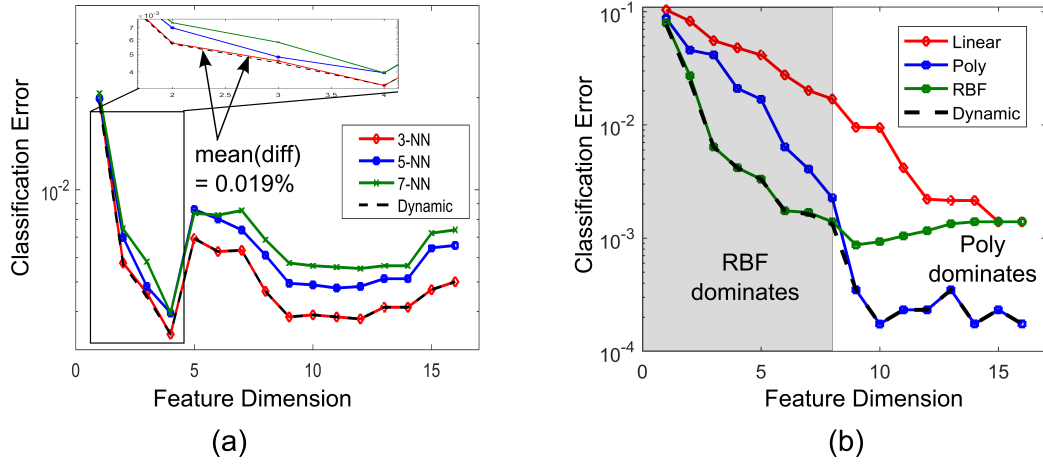 ×10⁻³
7
6
5
4
2 2.5 3 3.5 4
10⁻²
Classification Error
mean(diff)
= 0.019%
3-NN
5-NN
7-NN
Dynamic
0 5 10 15
Feature Dimension
(a)
10⁻¹
10⁻²
10⁻³
10⁻⁴
Classification Error
Linear
Poly
RBF
Dynamic
RBF
dominates
Poly
dominates
0 5 10 15
Feature Dimension
(b)